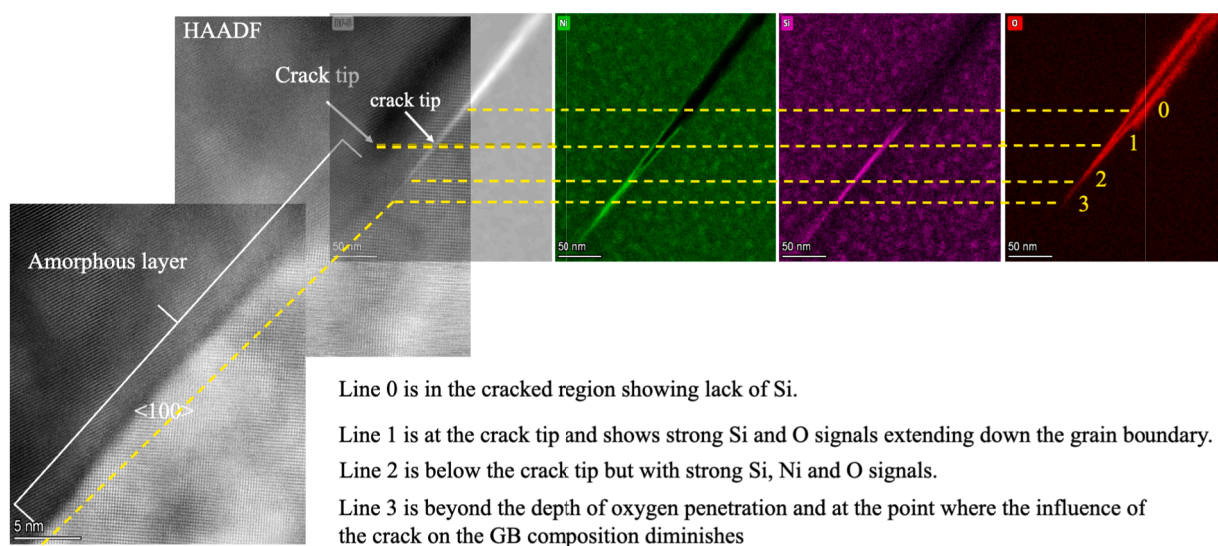 HAADF
Crack tip
crack tip
Ni
Si
O
0
1
2
3
50 nm
50 nm
50 nm
50 nm
Amorphous layer
<100>
5 nm
Line 0 is in the cracked region showing lack of Si.
Line 1 is at the crack tip and shows strong Si and O signals extending down the grain boundary.
Line 2 is below the crack tip but with strong Si, Ni and O signals.
Line 3 is beyond the depth of oxygen penetration and at the point where the influence of
the crack on the GB composition diminishes